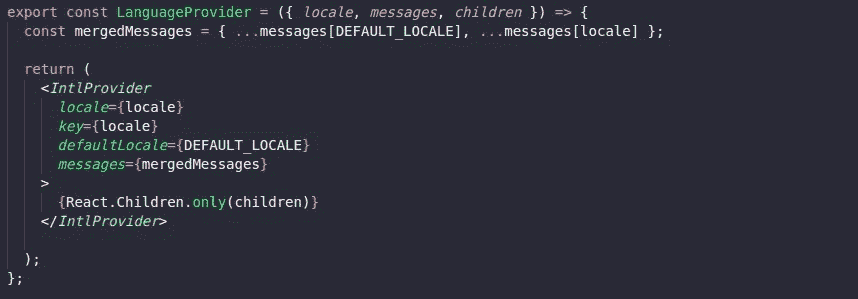 export const LanguageProvider = ({ locale, messages, children }) => {
  const mergedMessages = { ...messages[DEFAULT_LOCALE], ...messages[locale] };
  return (
    <IntlProvider
      locale={locale}
      key={locale}
      defaultLocale={DEFAULT_LOCALE}
      messages={mergedMessages}
    >
      {React.Children.only(children)}
    </IntlProvider>
  );
};